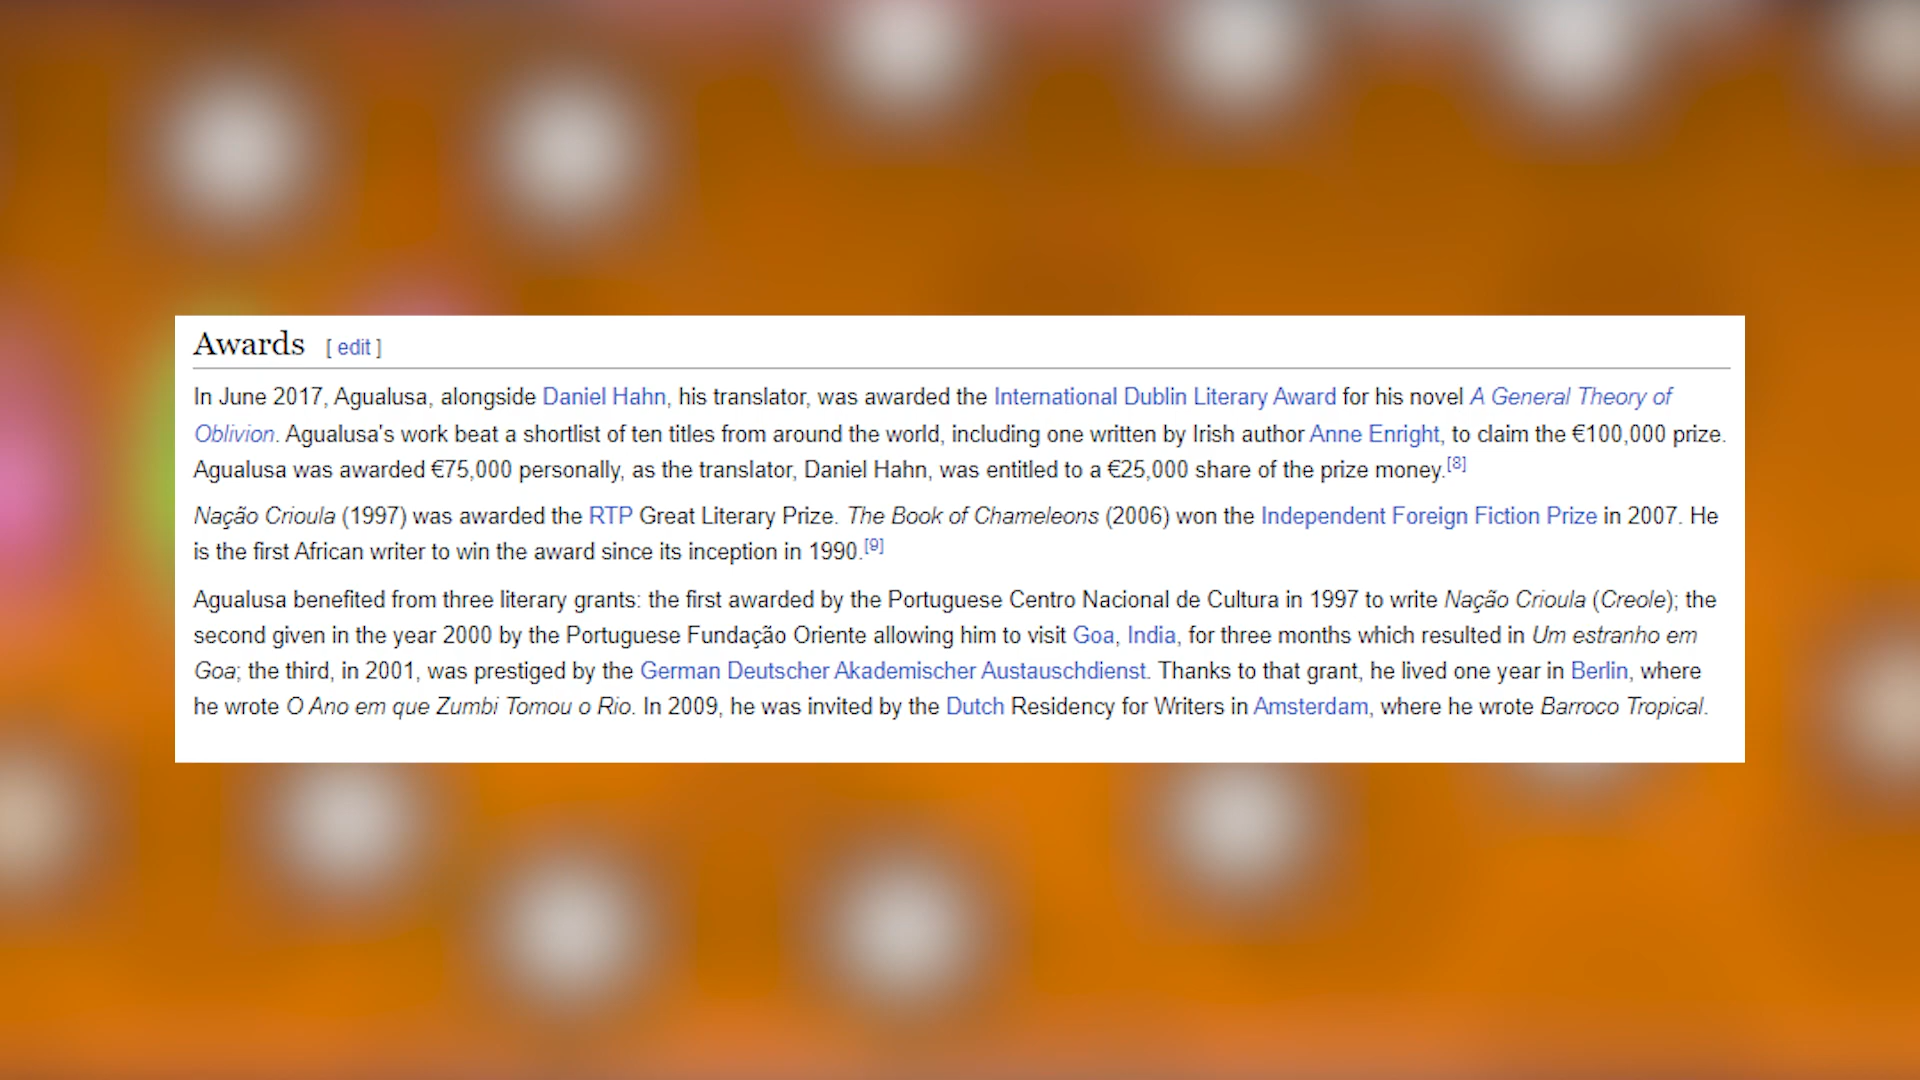 Awards [ edit ]
In June 2017, Agualusa, alongside Daniel Hahn, his translator, was awarded the International Dublin Literary Award for his novel A General Theory of
Oblivion. Agualusa's work beat a shortlist of ten titles from around the world, including one written by Irish author Anne Enright, to claim the €100,000 prize.
Agualusa was awarded €75,000 personally, as the translator, Daniel Hahn, was entitled to a €25,000 share of the prize money.[8]
Nação Crioula (1997) was awarded the RTP Great Literary Prize. The Book of Chameleons (2006) won the Independent Foreign Fiction Prize in 2007. He
is the first African writer to win the award since its inception in 1990.[9]
Agualusa benefited from three literary grants: the first awarded by the Portuguese Centro Nacional de Cultura in 1997 to write Nação Crioula (Creole); the
second given in the year 2000 by the Portuguese Fundação Oriente allowing him to visit Goa, India, for three months which resulted in Um estranho em
Goa; the third, in 2001, was prestiged by the German Deutscher Akademischer Austauschdienst. Thanks to that grant, he lived one year in Berlin, where
he wrote O Ano em que Zumbi Tomou o Rio. In 2009, he was invited by the Dutch Residency for Writers in Amsterdam, where he wrote Barroco Tropical.